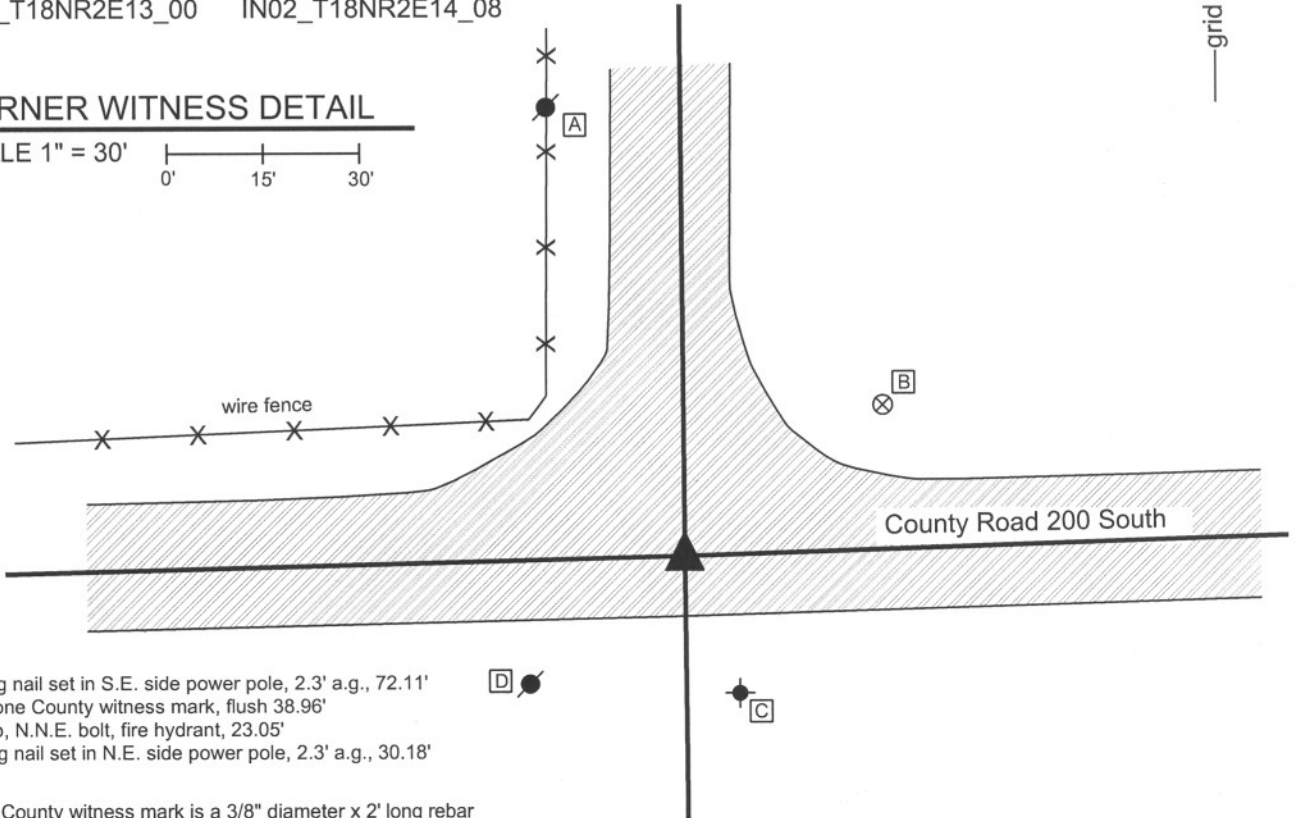 _T18NR2E13_00 IN02_T18NR2E14_08
grid
RNER WITNESS DETAIL
LE 1" = 30'
0' 15' 30'
A
wire fence
B
County Road 200 South
g nail set in S.E. side power pole, 2.3' a.g., 72.11'
one County witness mark, flush 38.96'
p, N.N.E. bolt, fire hydrant, 23.05'
g nail set in N.E. side power pole, 2.3' a.g., 30.18'
D
C
County witness mark is a 3/8" diameter x 2' long rebar